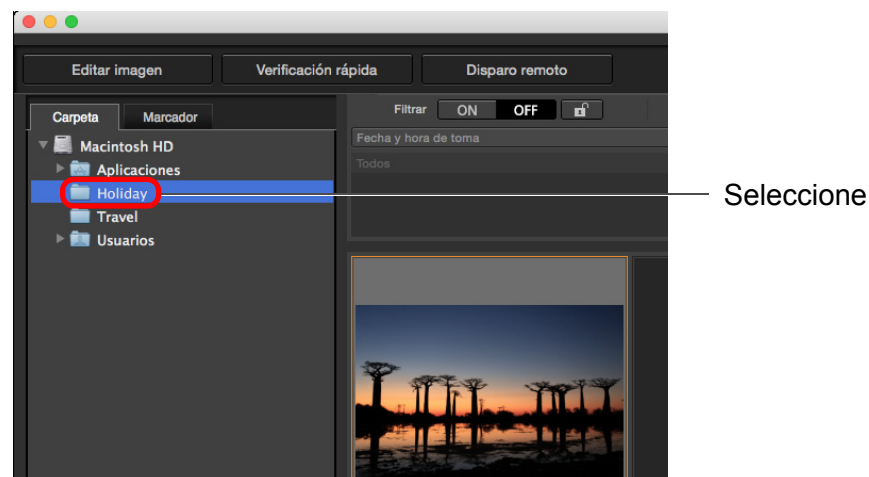 Editar imagen Verificación rápida Disparo remoto
Carpeta Marcador
Filtrar ON OFF
Fecha y hora de toma
Todos
Macintosh HD
Aplicaciones
Holiday
Travel
Usuarios
Seleccione